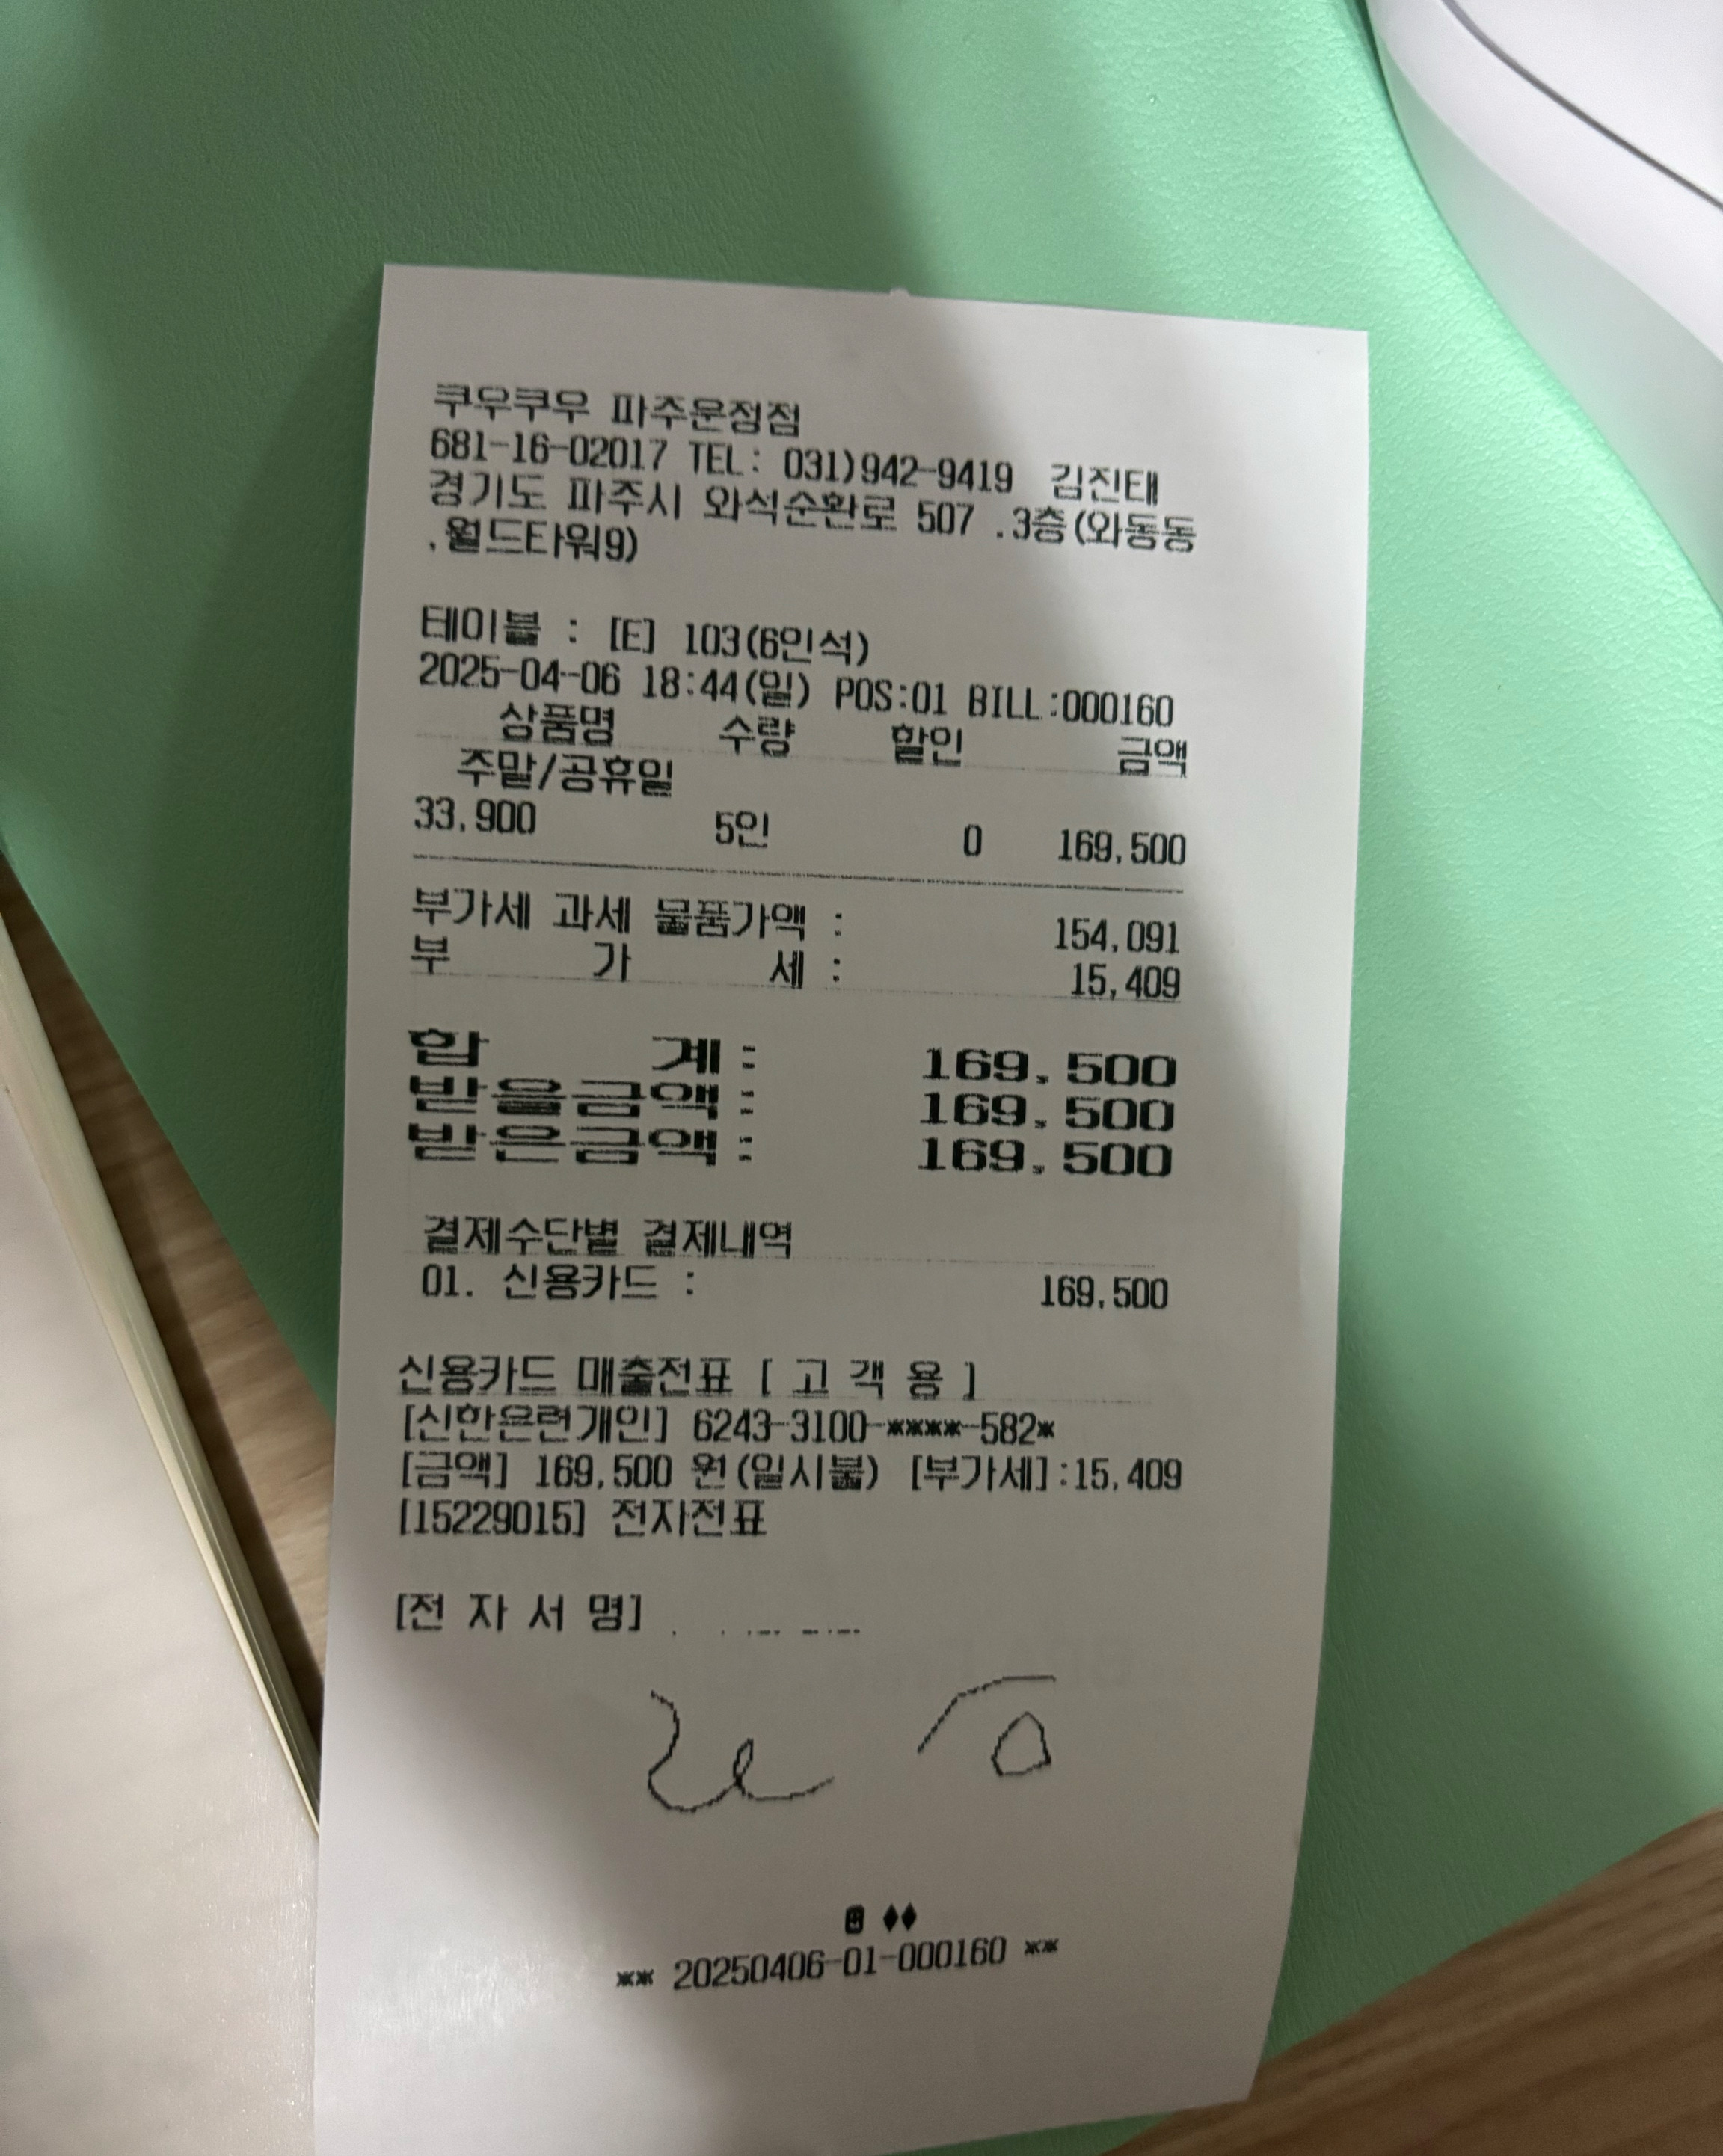 쿠우쿠우 파주운정점
681-16-02017 TEL: 031)942-9419 김진태
경기도 파주시 와석순환로 507 .3층(와동동
,월드타워9)
테이블 : [E] 103(6인석)
2025-04-06 18:44(일) POS:01 BILL:000160
상품명 수량 할인 금액
주말/공휴일
33,900 5인 0 169,500
부가세 과세 물품가액 : 154,091
부 가 세 : 15,409
합 계 : 169,500
받을금액 : 169,500
받은금액 : 169,500
결제수단별 결제내역
01. 신용카드 : 169,500
신용카드 매출전표 [ 고 객 용 ]
[신한은련개인] 6243-3100-****-582*
[금액] 169,500 원(일시불) [부가세]:15,409
[15229015] 전자전표
[전 자 서 명]
** 20250406-01-000160 **